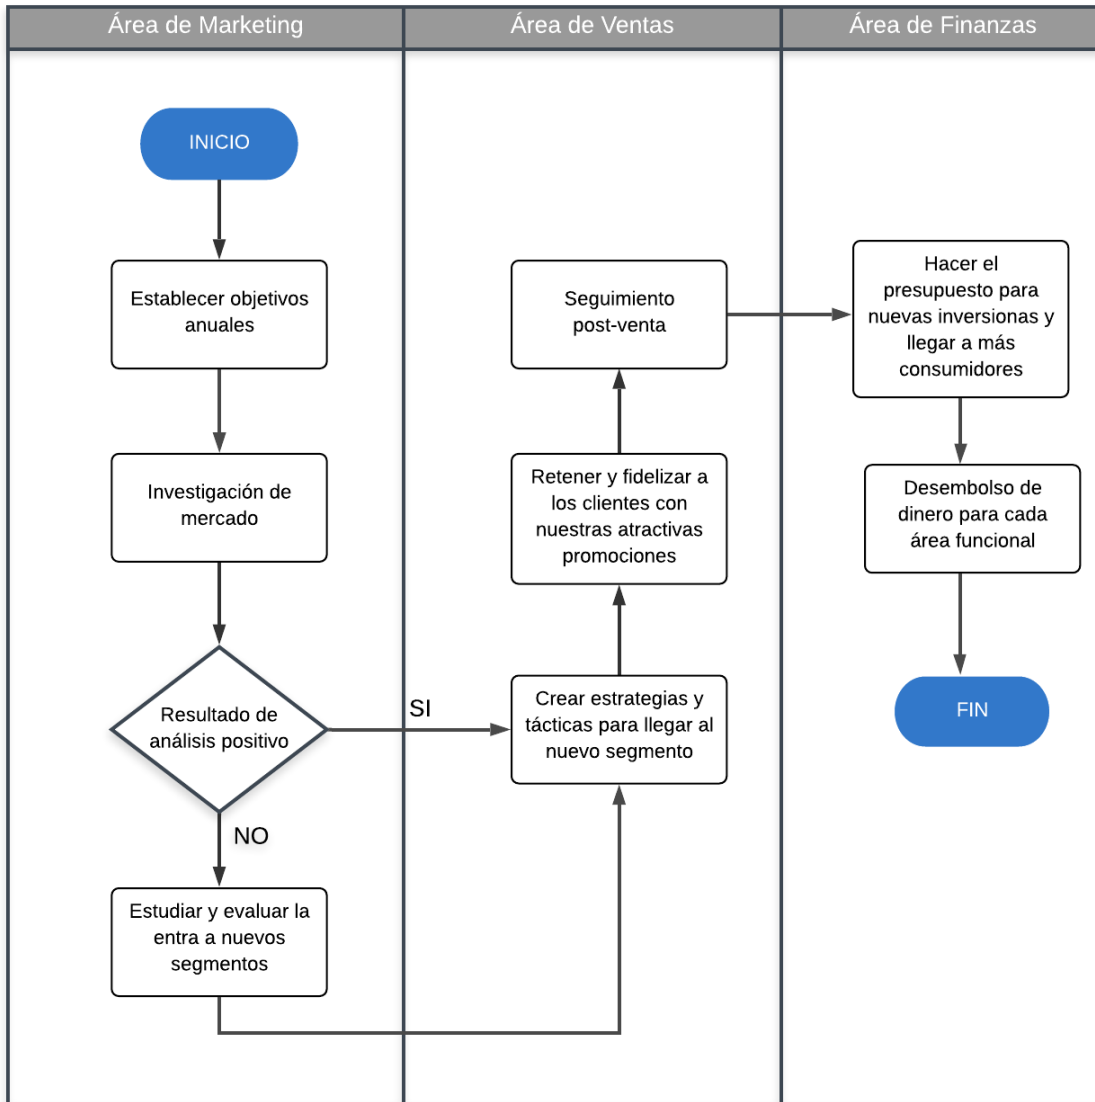 Área de Marketing
Área de Ventas
Área de Finanzas
INICIO
Establecer objetivos
anuales
Investigación de
mercado
Resultado de
análisis positivo
SI
NO
Estudiar y evaluar la
entra a nuevos
segmentos
Seguimiento
post-venta
Retener y fidelizar a
los clientes con
nuestras atractivas
promociones
Crear estrategias y
tácticas para llegar al
nuevo segmento
Hacer el
presupuesto para
nuevas inversionas y
llegar a más
consumidores
Desembolso de
dinero para cada
área funcional
FIN